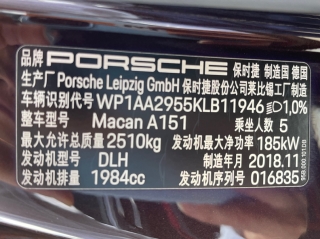 品牌 PORSCHE 保时捷 制造国 德国
生产厂 Porsche Leipzig GmbH 保时捷股份公司莱比锡工厂制造
车辆识别代号 WP1AA2955KLB11946 1,0%
整车型号 Macan A151 乘坐人数 5
最大允许总质量 2510kg 发动机最大净功率 185kW
发动机型号 DLH 制造年月 2018.11
发动机排量 1984cc 发动机号 016835